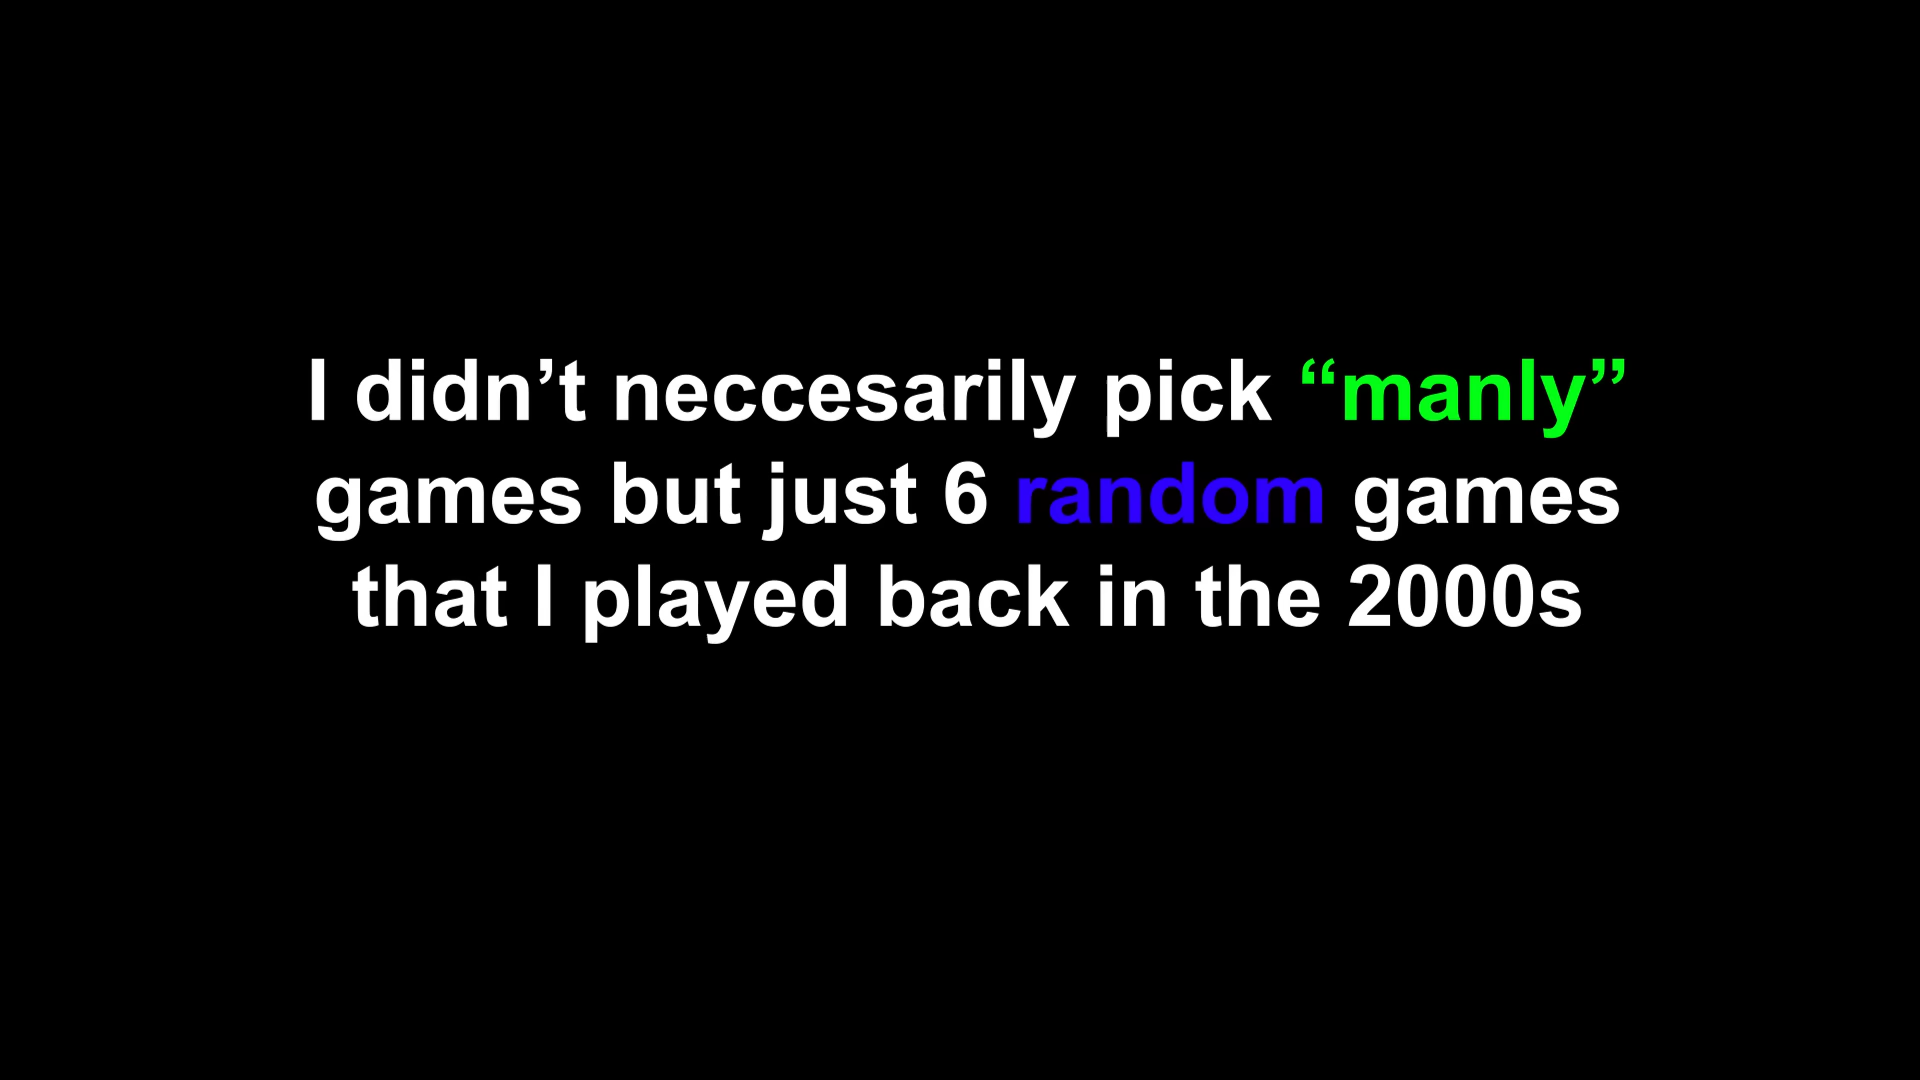 I didn’t neccesarily pick “manly”
games but just 6 random games
that I played back in the 2000s